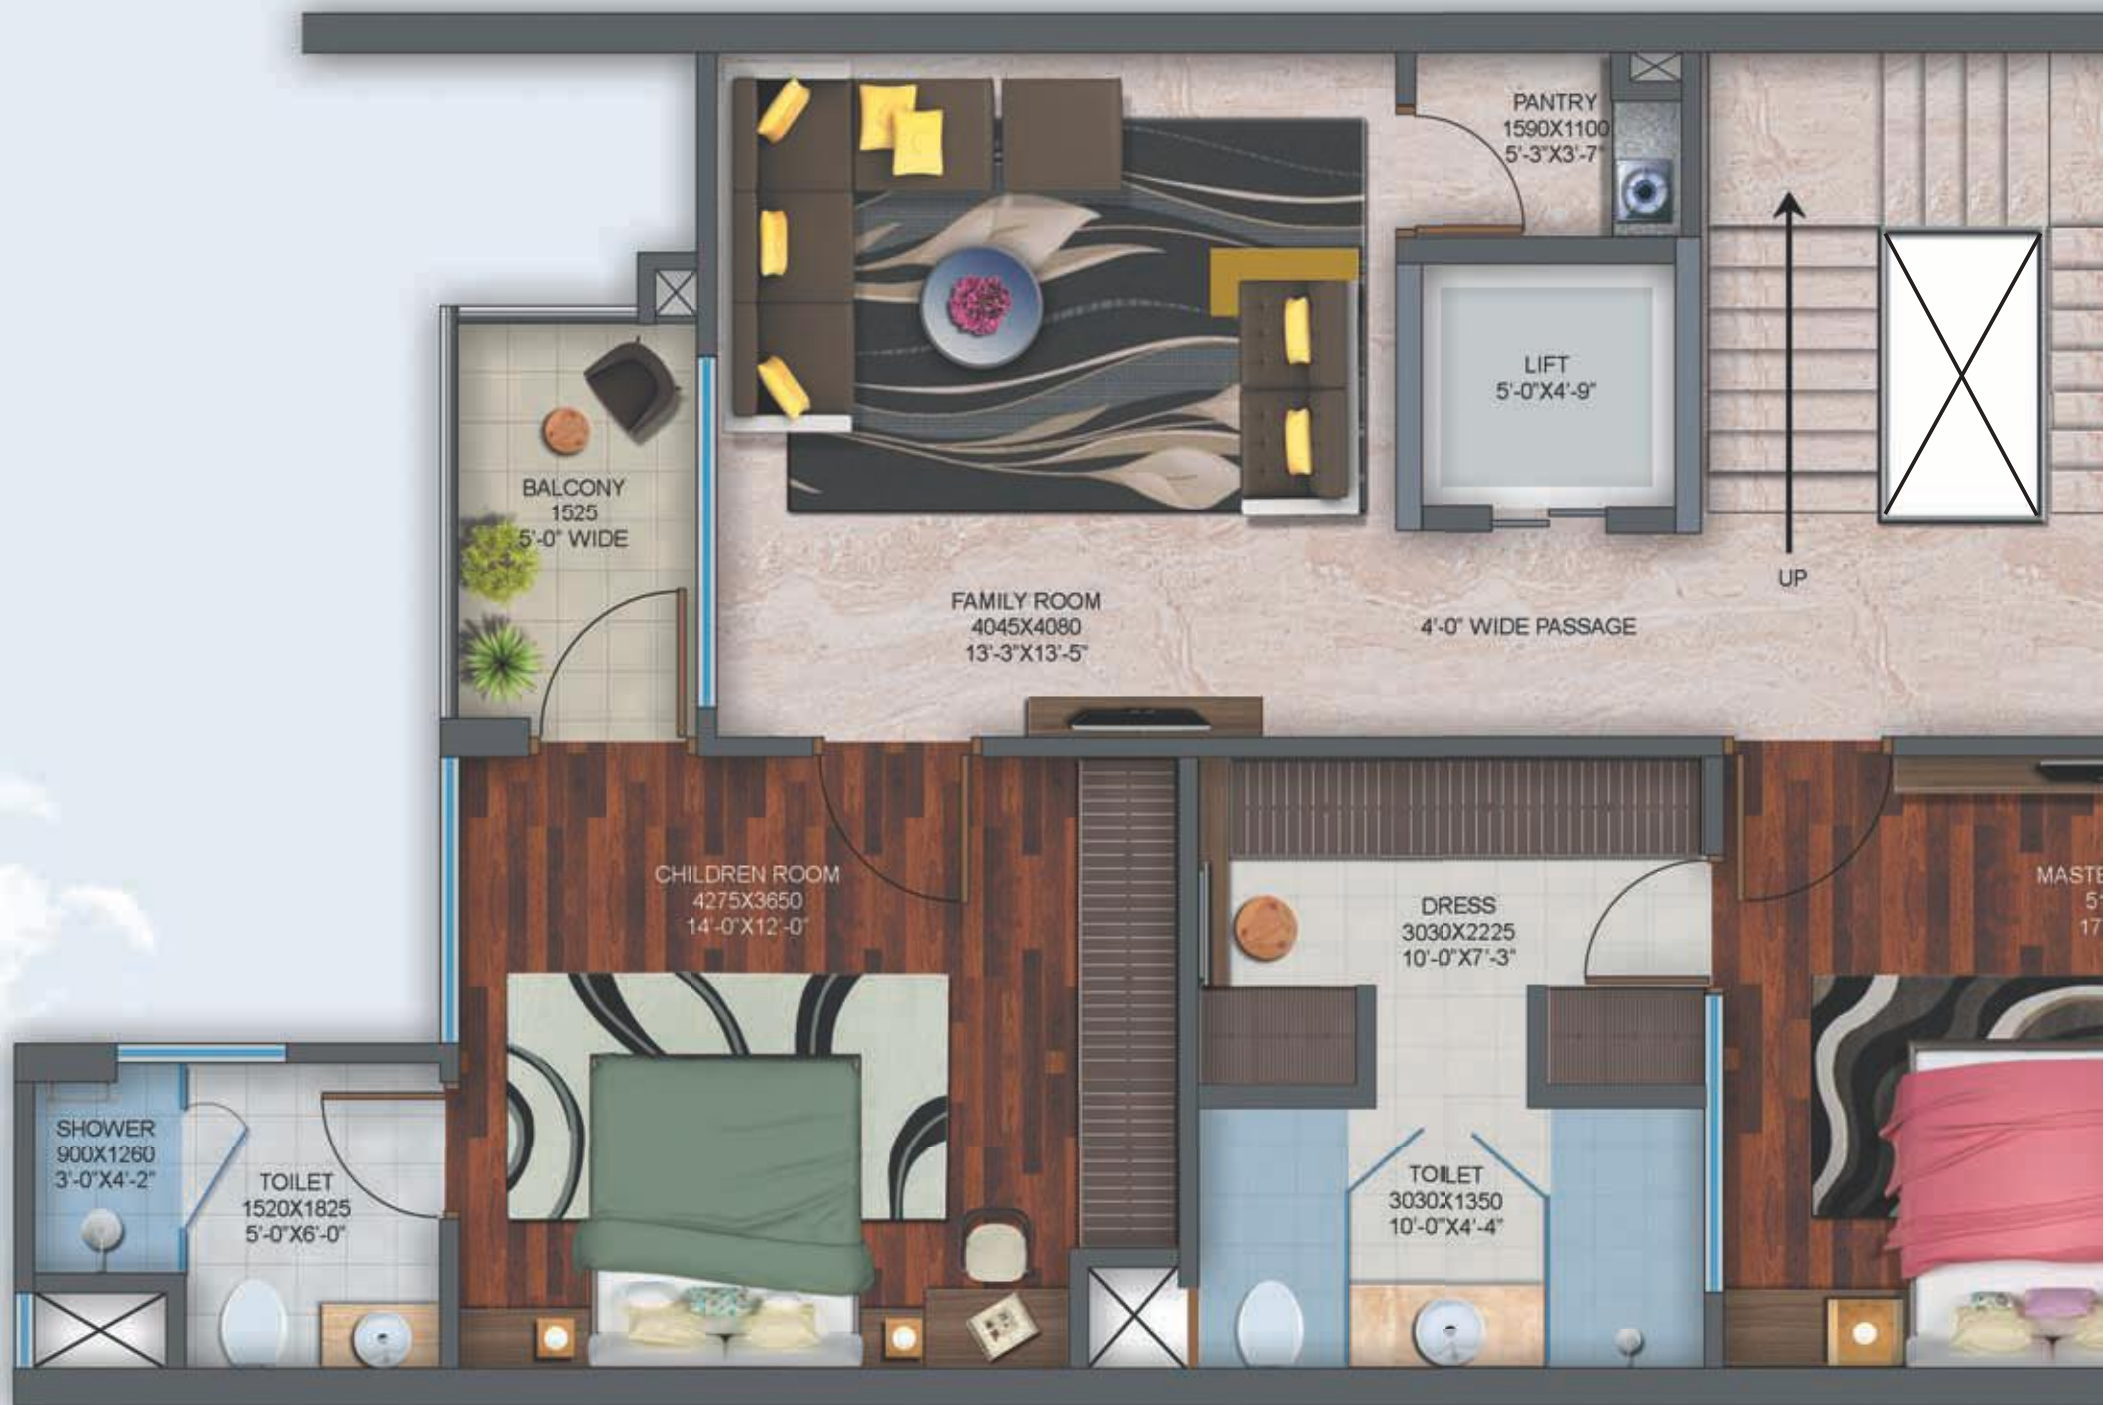 PANTRY
1590X1100
5'-3"X3'-7"
LIFT
5'-0"X4'-9"
BALCONY
1525
5'-0" WIDE
UP
FAMILY ROOM
4045X4080
13'-3"X13'-5"
4'-0" WIDE PASSAGE
CHILDREN ROOM
4275X3650
14'-0"X12'-0"
DRESS
3030X2225
10'-0"X7'-3"
MASTE
5
17
SHOWER
900X1260
3'-0"X4'-2"
TOILET
1520X1825
5'-0"X6'-0"
TOILET
3030X1350
10'-0"X4'-4"